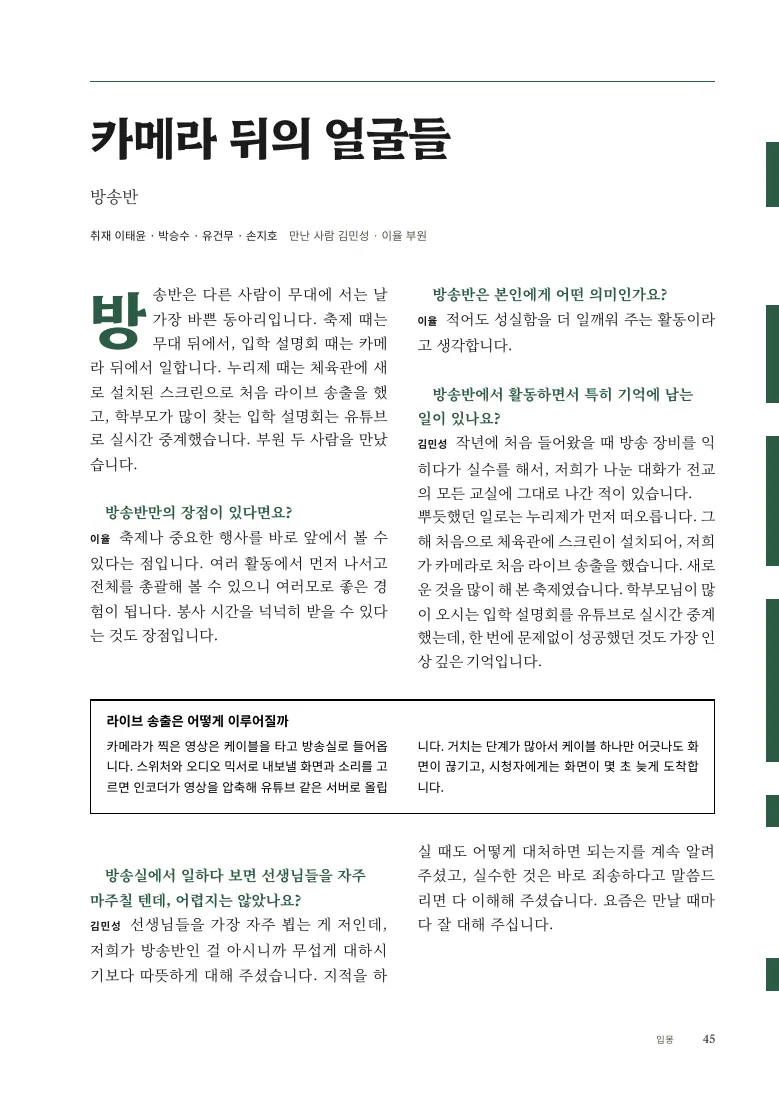 카메라 뒤의 얼굴들
방송반
취재 이태윤 · 박승수 · 유건무 · 손지호 만난 사람 김민성 · 이율 부원
방송반은 다른 사람이 무대에 서는 날
가장 바쁜 동아리입니다. 축제 때는
무대 뒤에서, 입학 설명회 때는 카메
라 뒤에서 일합니다. 누리제 때는 체육관에 새
로 설치된 스크린으로 처음 라이브 송출을 했
고, 학부모가 많이 찾는 입학 설명회는 유튜브
로 실시간 중계했습니다. 부원 두 사람을 만났
습니다.
방송반만의 장점이 있다면요?
이율 축제나 중요한 행사를 바로 앞에서 볼 수
있다는 점입니다. 여러 활동에서 먼저 나서고
전체를 총괄해 볼 수 있으니 여러모로 좋은 경
험이 됩니다. 봉사 시간을 넉넉히 받을 수 있다
는 것도 장점입니다.
방송반은 본인에게 어떤 의미인가요?
이율 적어도 성실함을 더 일깨워 주는 활동이라
고 생각합니다.
방송반에서 활동하면서 특히 기억에 남는
일이 있나요?
김민성 작년에 처음 들어왔을 때 방송 장비를 익
히다가 실수를 해서, 저희가 나눈 대화가 전교
의 모든 교실에 그대로 나간 적이 있습니다.
뿌듯했던 일로는 누리제가 먼저 떠오릅니다. 그
해 처음으로 체육관에 스크린이 설치되어, 저희
가 카메라로 처음 라이브 송출을 했습니다. 새로
운 것을 많이 해 본 축제였습니다. 학부모님이 많
이 오시는 입학 설명회를 유튜브로 실시간 중계
했는데, 한 번에 문제없이 성공했던 것도 가장 인
상 깊은 기억입니다.
라이브 송출은 어떻게 이루어질까
카메라가 찍은 영상은 케이블을 타고 방송실로 들어옵
니다. 스위처와 오디오 믹서로 내보낼 화면과 소리를 고
르면 인코더가 영상을 압축해 유튜브 같은 서버로 올립
니다. 거치는 단계가 많아서 케이블 하나만 어긋나도 화
면이 끊기고, 시청자에게는 화면이 몇 초 늦게 도착합
니다.
방송실에서 일하다 보면 선생님들을 자주
마주칠 텐데, 어렵지는 않았나요?
김민성 선생님들을 가장 자주 뵙는 게 저인데,
저희가 방송반인 걸 아시니까 무섭게 대하시
기보다 따뜻하게 대해 주셨습니다. 지적을 하
실 때도 어떻게 대처하면 되는지를 계속 알려
주셨고, 실수한 것은 바로 죄송하다고 말씀드
리면 다 이해해 주셨습니다. 요즘은 만날 때마
다 잘 대해 주십니다.
입몽 45